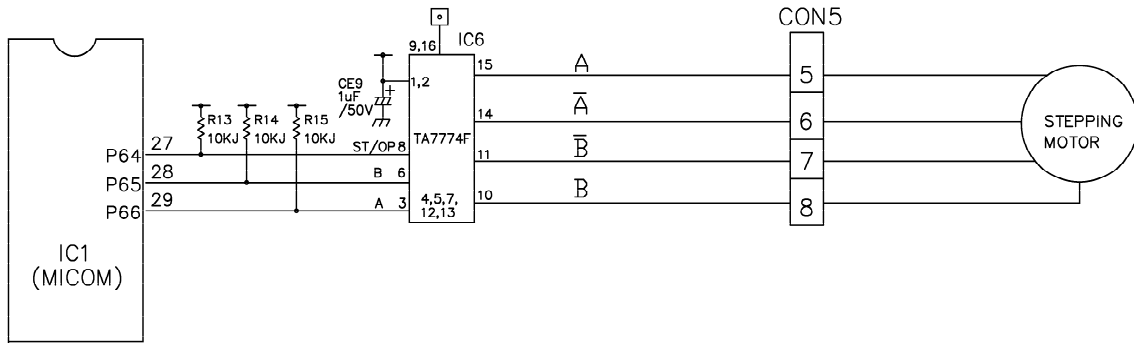 CON5
9,16
IC6
15
A
5
CE9
1uF
/50V
+
1,2
14
A̅
6
STEPPING
MOTOR
R13
10KJ
R14
10KJ
R15
10KJ
TA7774F
27
P64
ST/OP 8
11
B̅
7
28
P65
B 6
10
B
8
29
P66
A 3
4,5,7,
12,13
IC1
(MICOM)